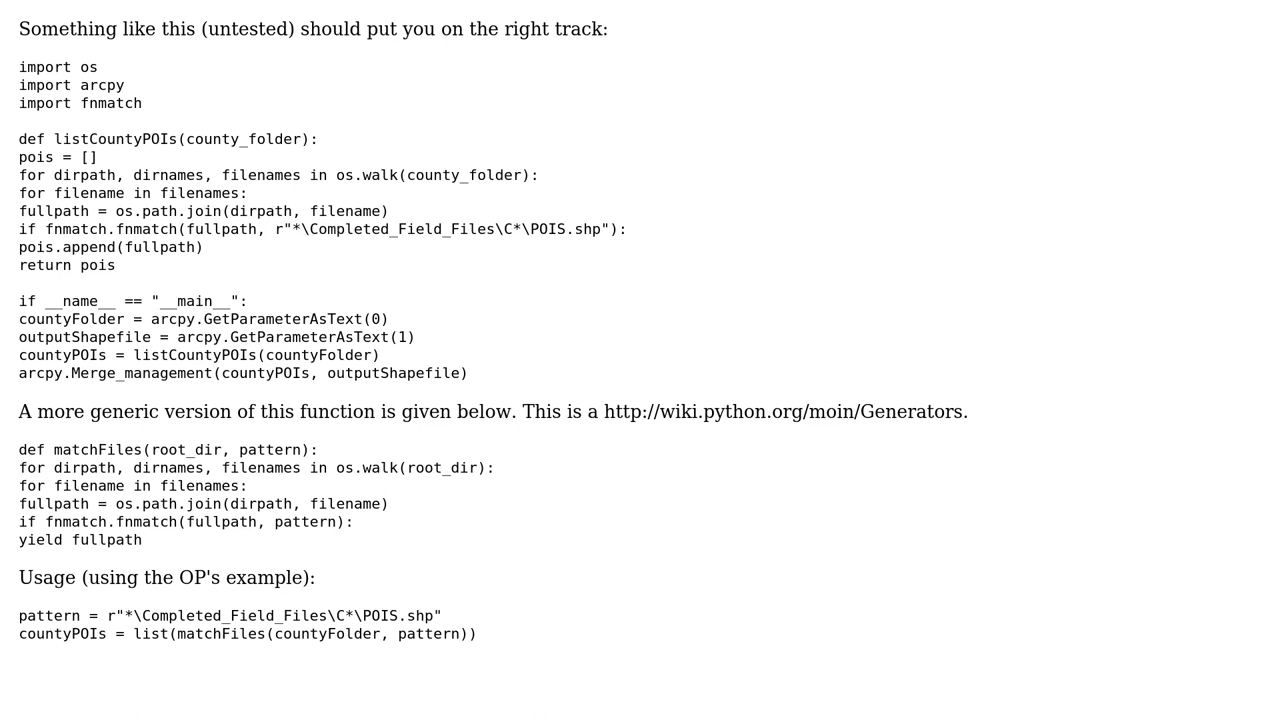 Something like this (untested) should put you on the right track:
import os
import arcpy
import fnmatch
def listCountyPOIs(county_folder):
pois = []
for dirpath, dirnames, filenames in os.walk(county_folder):
for filename in filenames:
fullpath = os.path.join(dirpath, filename)
if fnmatch.fnmatch(fullpath, r"*\Completed_Field_Files\C*\POIS.shp"):
pois.append(fullpath)
return pois
if __name__ == "__main__":
countyFolder = arcpy.GetParameterAsText(0)
outputShapefile = arcpy.GetParameterAsText(1)
countyPOIs = listCountyPOIs(countyFolder)
arcpy.Merge_management(countyPOIs, outputShapefile)
A more generic version of this function is given below. This is a http://wiki.python.org/moin/Generators.
def matchFiles(root_dir, pattern):
for dirpath, dirnames, filenames in os.walk(root_dir):
for filename in filenames:
fullpath = os.path.join(dirpath, filename)
if fnmatch.fnmatch(fullpath, pattern):
yield fullpath
Usage (using the OP's example):
pattern = r"*\Completed_Field_Files\C*\POIS.shp"
countyPOIs = list(matchFiles(countyFolder, pattern))